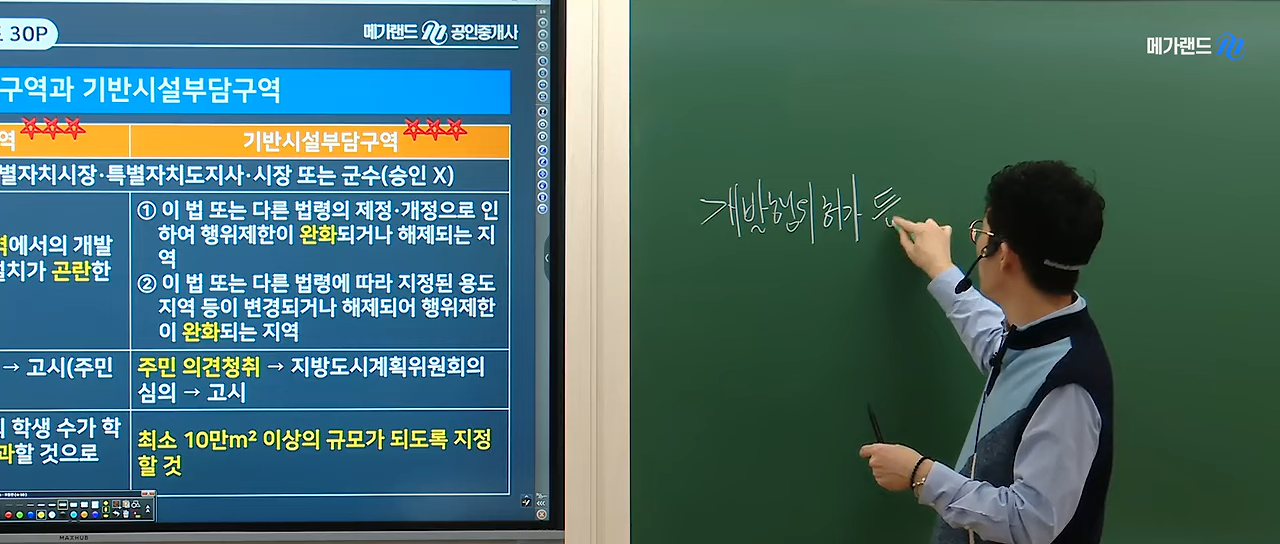 30P
메가랜드 공인중개사
구역과 기반시설부담구역
역
기반시설부담구역
별자치시장·특별자치도지사·시장 또는 군수(승인 X)
역에서의 개발
설치가 곤란한
① 이 법 또는 다른 법령의 제정·개정으로 인
하여 행위제한이 완화되거나 해제되는 지
역
② 이 법 또는 다른 법령에 따라 지정된 용도
지역 등이 변경되거나 해제되어 행위제한
이 완화되는 지역
→ 고시(주민
주민 의견청취 → 지방도시계획위원회의
심의 → 고시
의 학생 수가 학
과할 것으로
최소 10만m² 이상의 규모가 되도록 지정
할 것
MAXHUB
메가랜드
개발행위허가 등